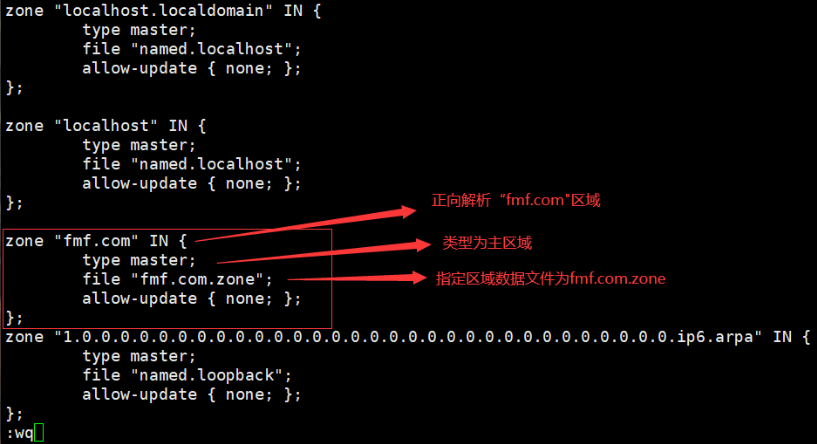 zone "localhost.localdomain" IN {
type master;
file "named.localhost";
allow-update { none; };
};
zone "localhost" IN {
type master;
file "named.localhost";
allow-update { none; };
};
正向解析“fmf.com"区域
zone "fmf.com" IN {
类型为主区域
type master;
file "fmf.com.zone";
指定区域数据文件为fmf.com.zone
allow-update { none; };
};
zone "1.0.0.0.0.0.0.0.0.0.0.0.0.0.0.0.0.0.0.0.0.0.0.0.0.0.0.0.0.0.0.0.ip6.arpa" IN {
type master;
file "named.loopback";
allow-update { none; };
};
:wq